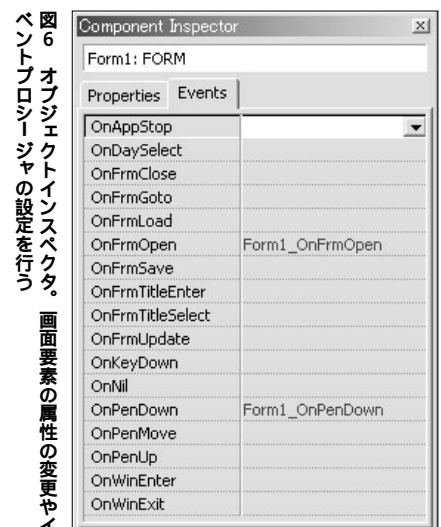 図6 オブジェクトインスペクタ。画面要素の属性の変更やイ
ベントプロシージャの設定を行う
Component Inspector
Form1: FORM
Properties Events
OnAppStop
OnDaySelect
OnFrmClose
OnFrmGoto
OnFrmLoad
OnFrmOpen Form1_OnFrmOpen
OnFrmSave
OnFrmTitleEnter
OnFrmTitleSelect
OnFrmUpdate
OnKeyDown
OnNil
OnPenDown Form1_OnPenDown
OnPenMove
OnPenUp
OnWinEnter
OnWinExit